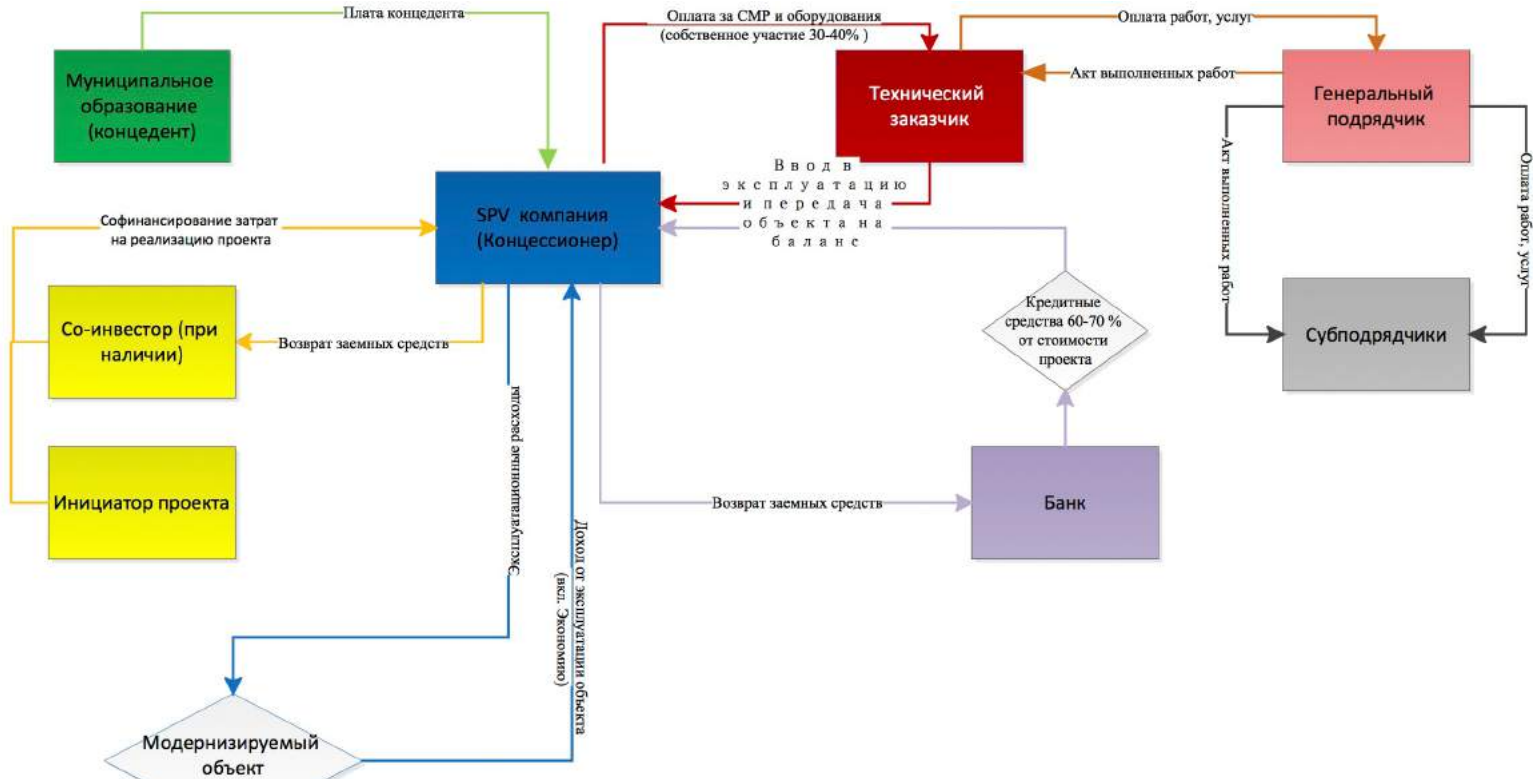 Плата концедента
Оплата за СМР и оборудования
(собственное участие 30-40% )
Оплата работ, услуг
Муниципальное
образование
(концедент)
Технический
заказчик
Акт выполненных работ
Генеральный
подрядчик
Ввод в
эксплуатацию
и передача
объекта на
баланс
Акт выполненных
работ
Оплата работ, услуг
SPV компания
(Концессионер)
Софинансирование затрат
на реализацию проекта
Со-инвестор (при
наличии)
Возврат заемных средств
Кредитные
средства 60-70 %
от стоимости
проекта
Субподрядчики
Эксплуатационные расходы
Инициатор проекта
Возврат заемных средств
Банк
Доход от эксплуатации объекта
(вкл. Экономию)
Модернизируемый
объект